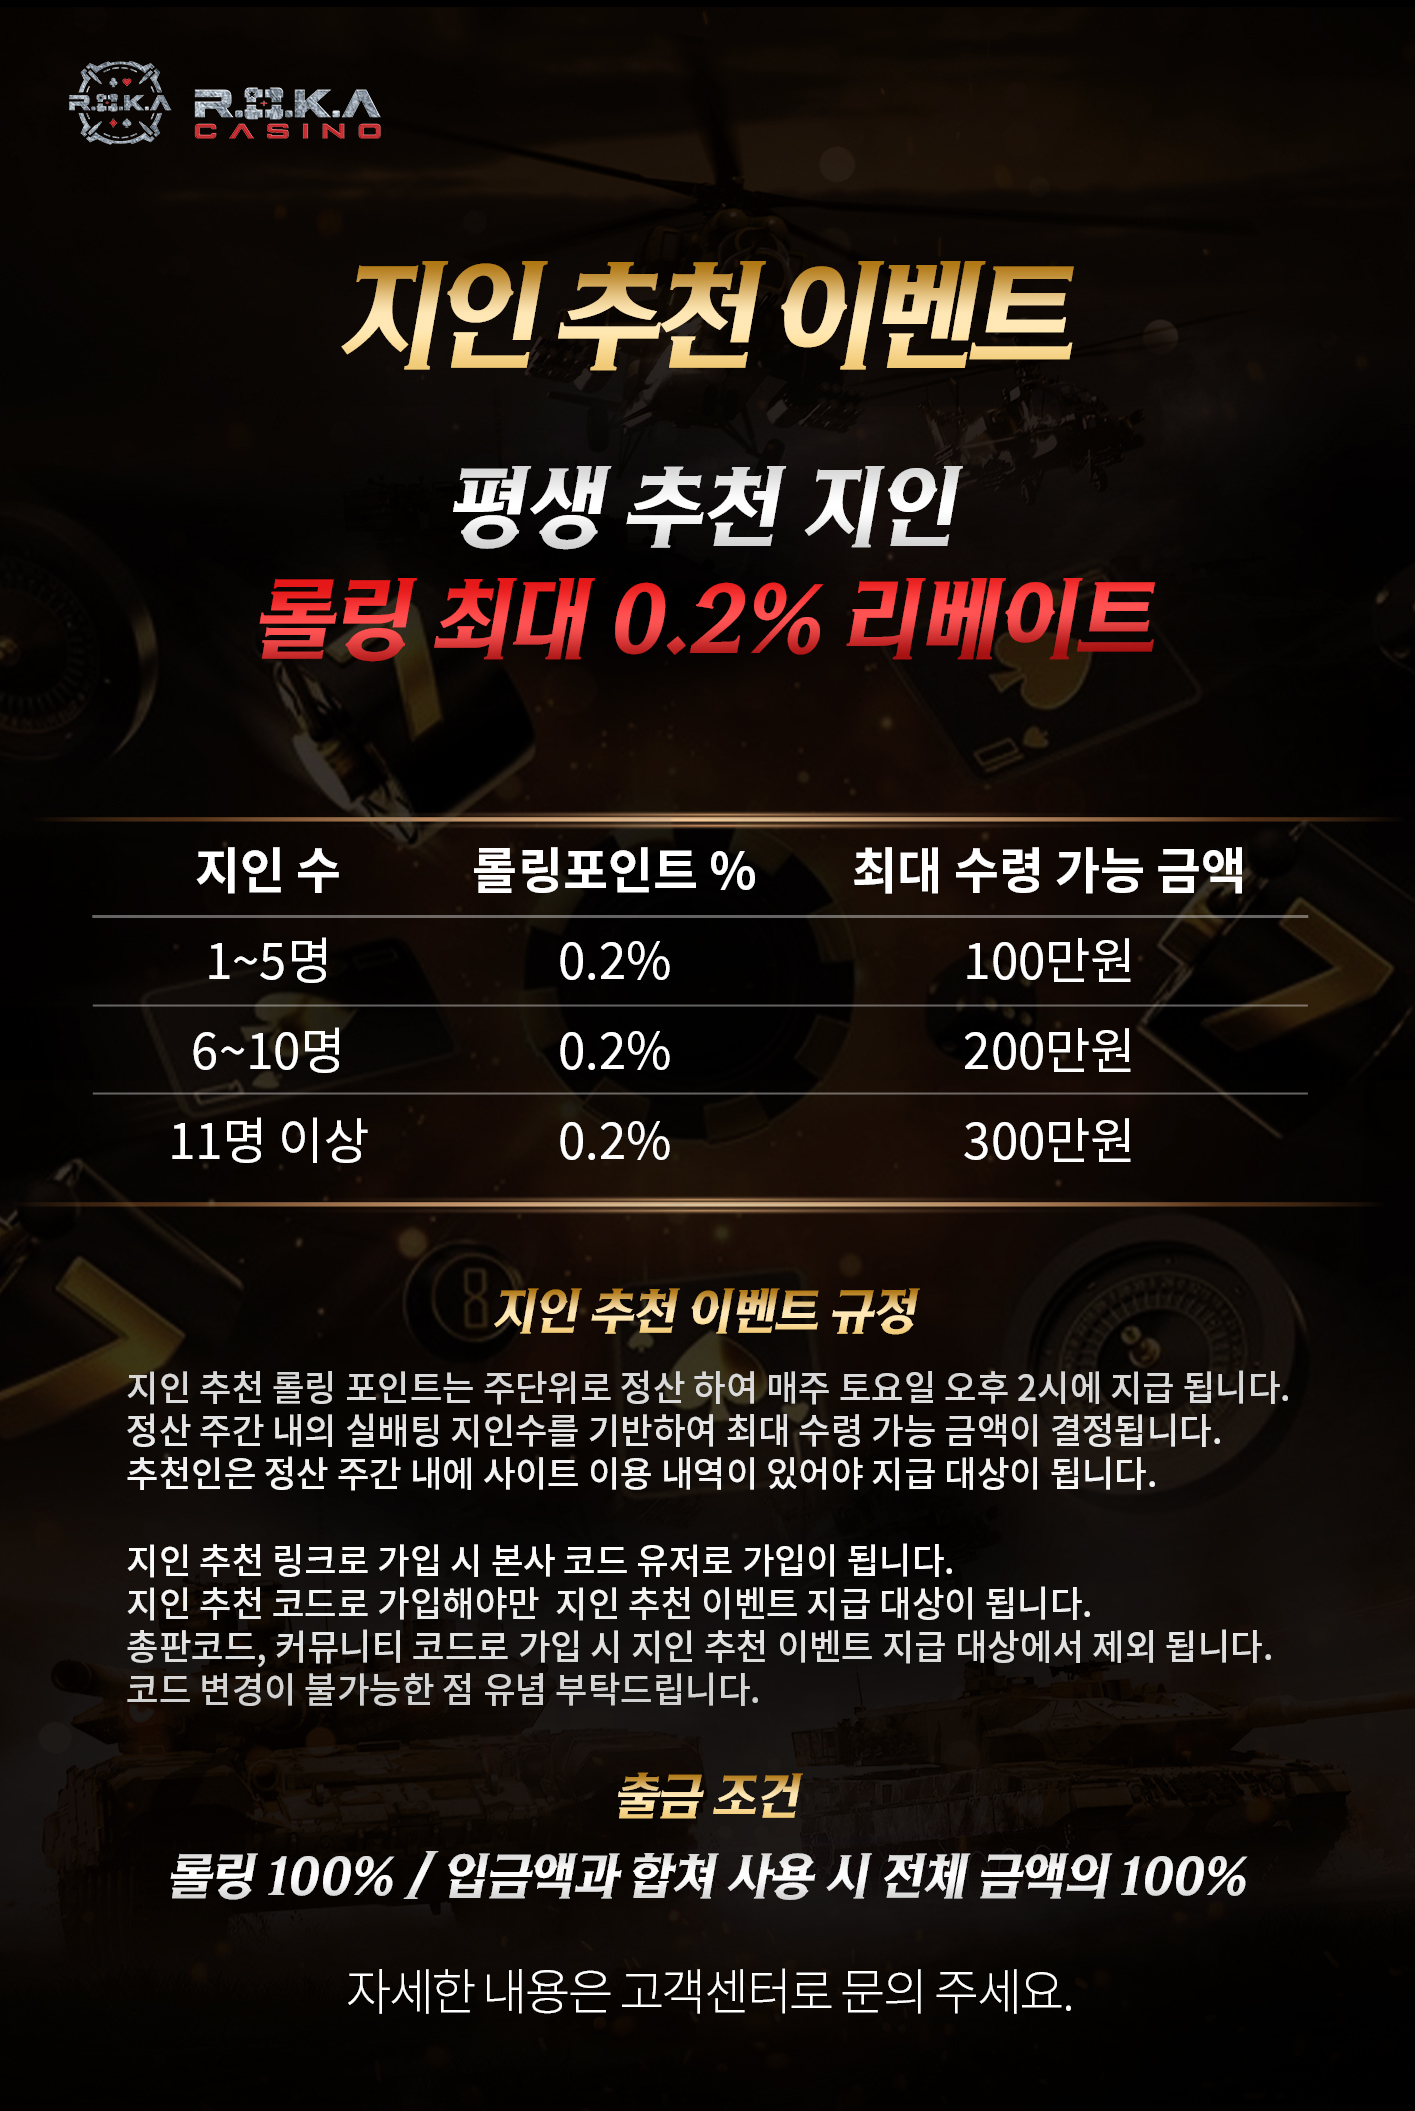 R.O.K.A
R.O.K.A
CASINO
지인 추천 이벤트
평생 추천 지인
롤링 최대 0.2% 리베이트
지인 수 롤링포인트 % 최대 수령 가능 금액
1~5명 0.2% 100만원
6~10명 0.2% 200만원
11명 이상 0.2% 300만원
지인 추천 이벤트 규정
지인 추천 롤링 포인트는 주단위로 정산 하여 매주 토요일 오후 2시에 지급 됩니다.
정산 주간 내의 실배팅 지인수를 기반하여 최대 수령 가능 금액이 결정됩니다.
추천인은 정산 주간 내에 사이트 이용 내역이 있어야 지급 대상이 됩니다.
지인 추천 링크로 가입 시 본사 코드 유저로 가입이 됩니다.
지인 추천 코드로 가입해야만 지인 추천 이벤트 지급 대상이 됩니다.
총판코드, 커뮤니티 코드로 가입 시 지인 추천 이벤트 지급 대상에서 제외 됩니다.
코드 변경이 불가능한 점 유념 부탁드립니다.
출금 조건
롤링 100% / 입금액과 합쳐 사용 시 전체 금액의 100%
자세한 내용은 고객센터로 문의 주세요.